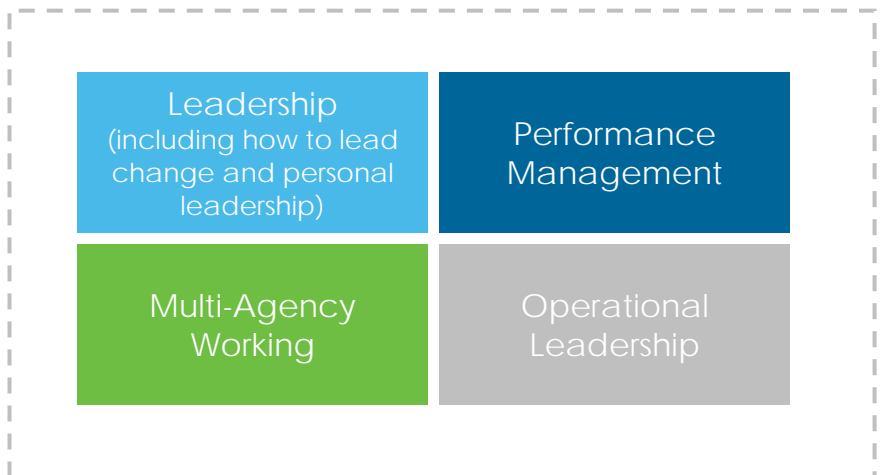 Leadership
(including how to lead
change and personal
leadership)
Performance
Management
Multi-Agency
Working
Operational
Leadership